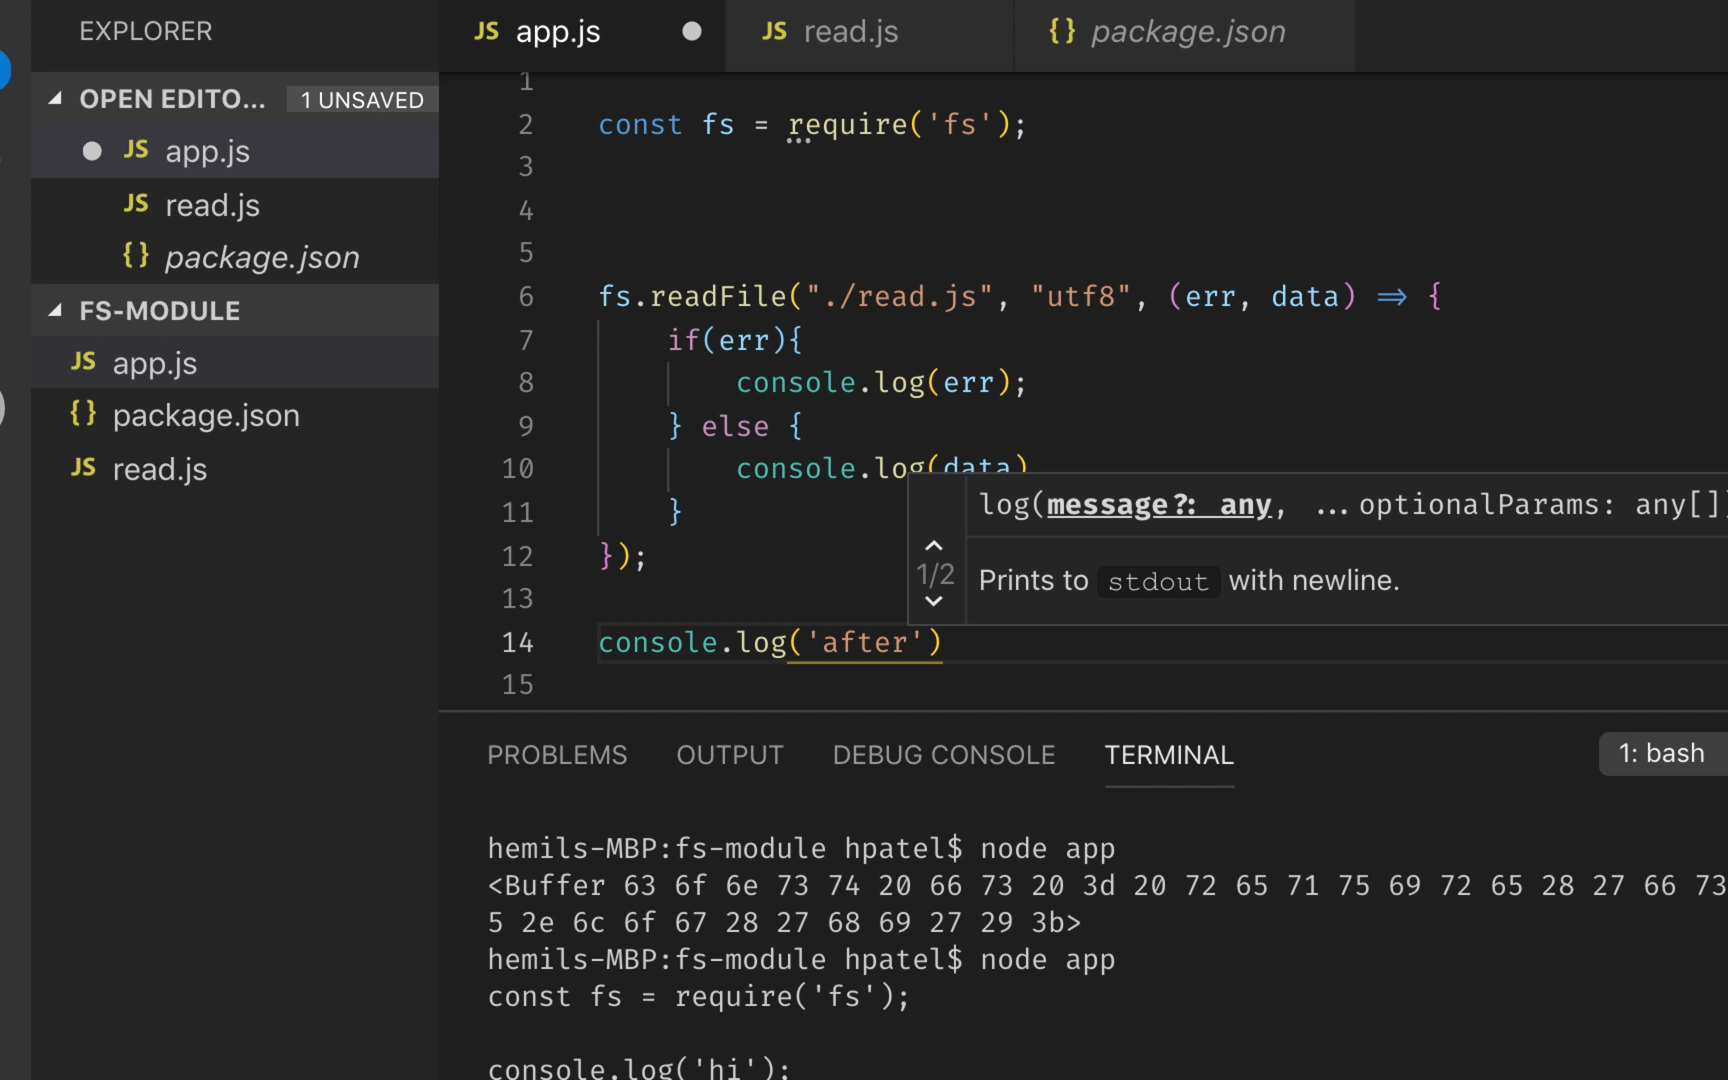 EXPLORER
OPEN EDITO... 1 UNSAVED
JS app.js
JS read.js
{} package.json
FS-MODULE
JS app.js
{} package.json
JS read.js
JS app.js
JS read.js
{} package.json
1
2 const fs = require('fs');
3
4
5
6 fs.readFile("./read.js", "utf8", (err, data) => {
7 if(err){
8 console.log(err);
9 } else {
10 console.log(data)
11 }
12 });
13
14 console.log('after')
15
log(message?: any, ...optionalParams: any[]
1/2
Prints to stdout with newline.
PROBLEMS OUTPUT DEBUG CONSOLE TERMINAL 1: bash
hemils-MBP:fs-module hpatel$ node app
<Buffer 63 6f 6e 73 74 20 66 73 20 3d 20 72 65 71 75 69 72 65 28 27 66 73
5 2e 6c 6f 67 28 27 68 69 27 29 3b>
hemils-MBP:fs-module hpatel$ node app
const fs = require('fs');
console.log('hi');